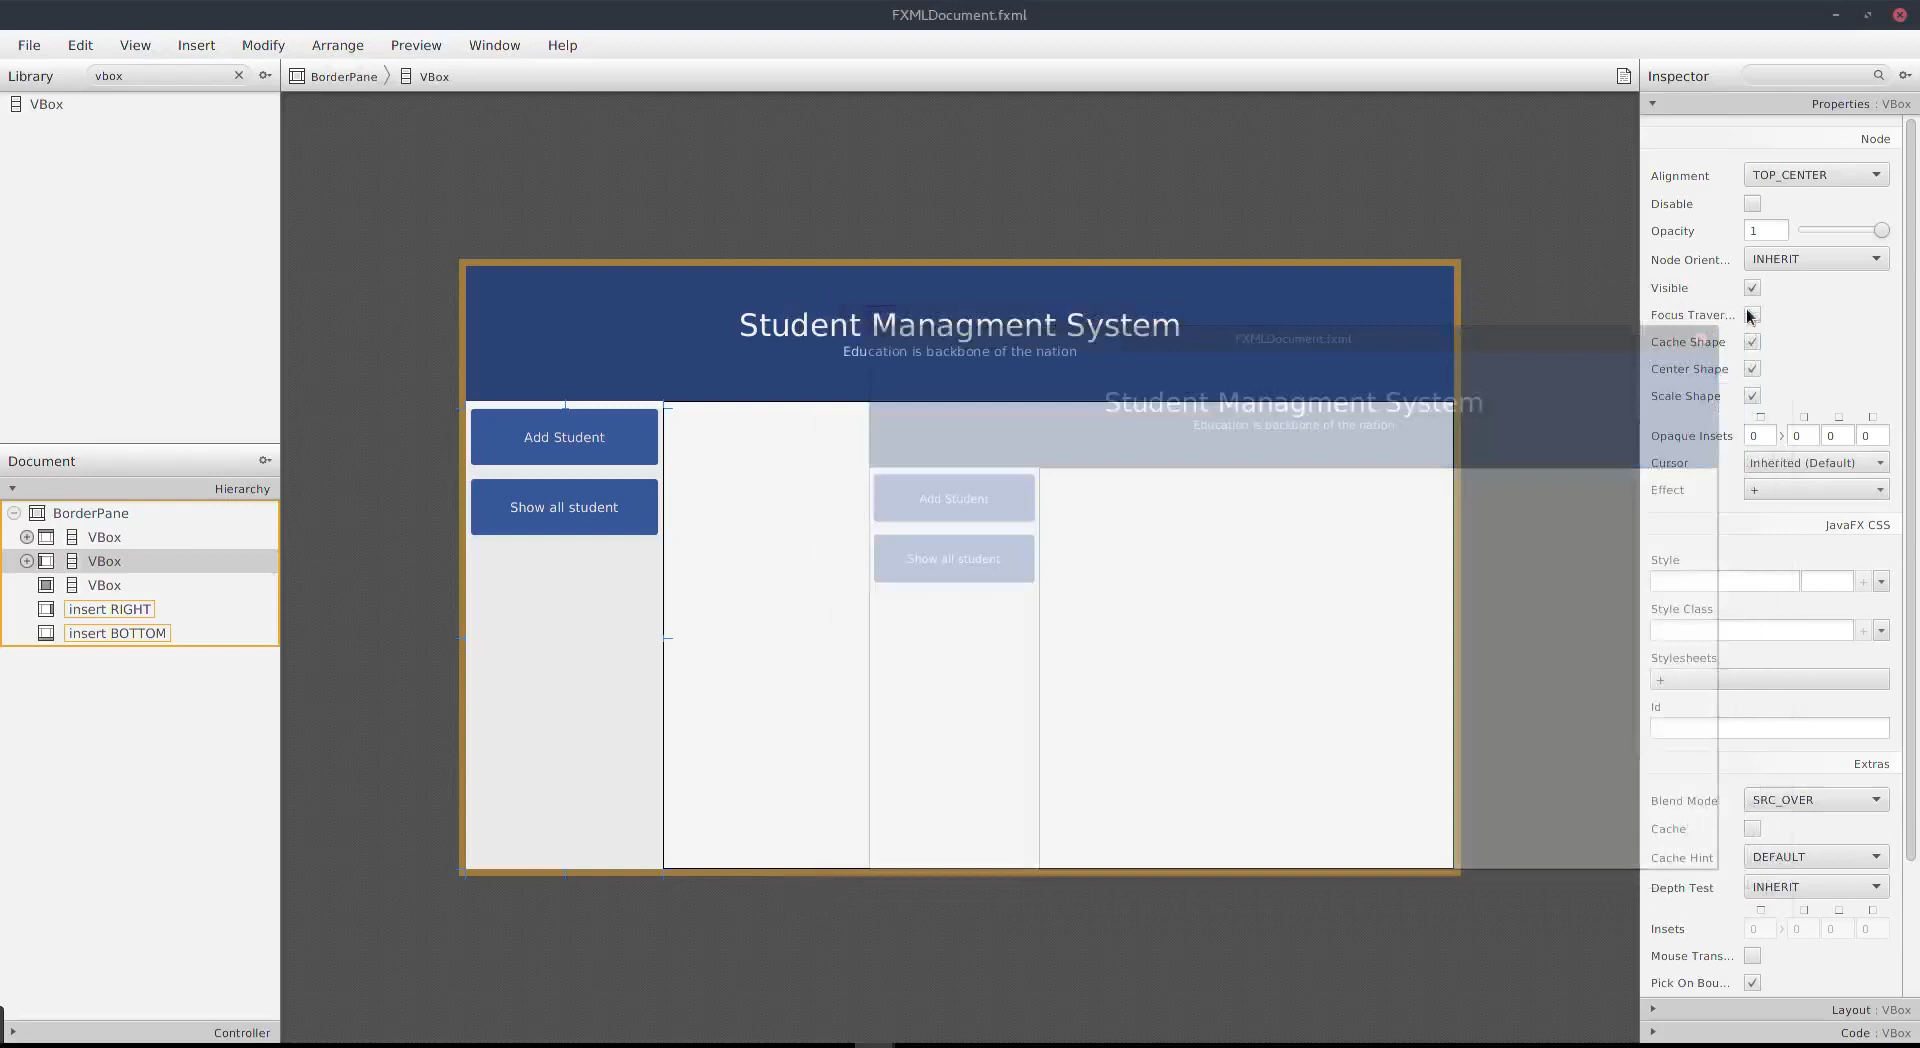 FXMLDocument.fxml
File Edit View Insert Modify Arrange Preview Window Help
Library vbox
BorderPane VBox
Inspector
VBox
Properties : VBox
Node
Alignment TOP_CENTER
Disable
Opacity 1
Node Orient... INHERIT
Visible
Focus Traver...
Cache Shape
Center Shape
Scale Shape
Opaque Insets 0 0 0 0
Cursor Inherited (Default)
Effect +
JavaFX CSS
Style
+
Style Class
+
Stylesheets
+
Id
Extras
Blend Mode SRC_OVER
Cache
Cache Hint DEFAULT
Depth Test INHERIT
Insets 0 0 0 0
Mouse Trans...
Pick On Bou...
Layout : VBox
Code : VBox
Student Managment System
Education is backbone of the nation
Add Student
Show all student
FXMLDocument.fxml
Student Managment System
Education is backbone of the nation
Add Student
Show all student
Document
Hierarchy
BorderPane
VBox
VBox
VBox
insert RIGHT
insert BOTTOM
Controller